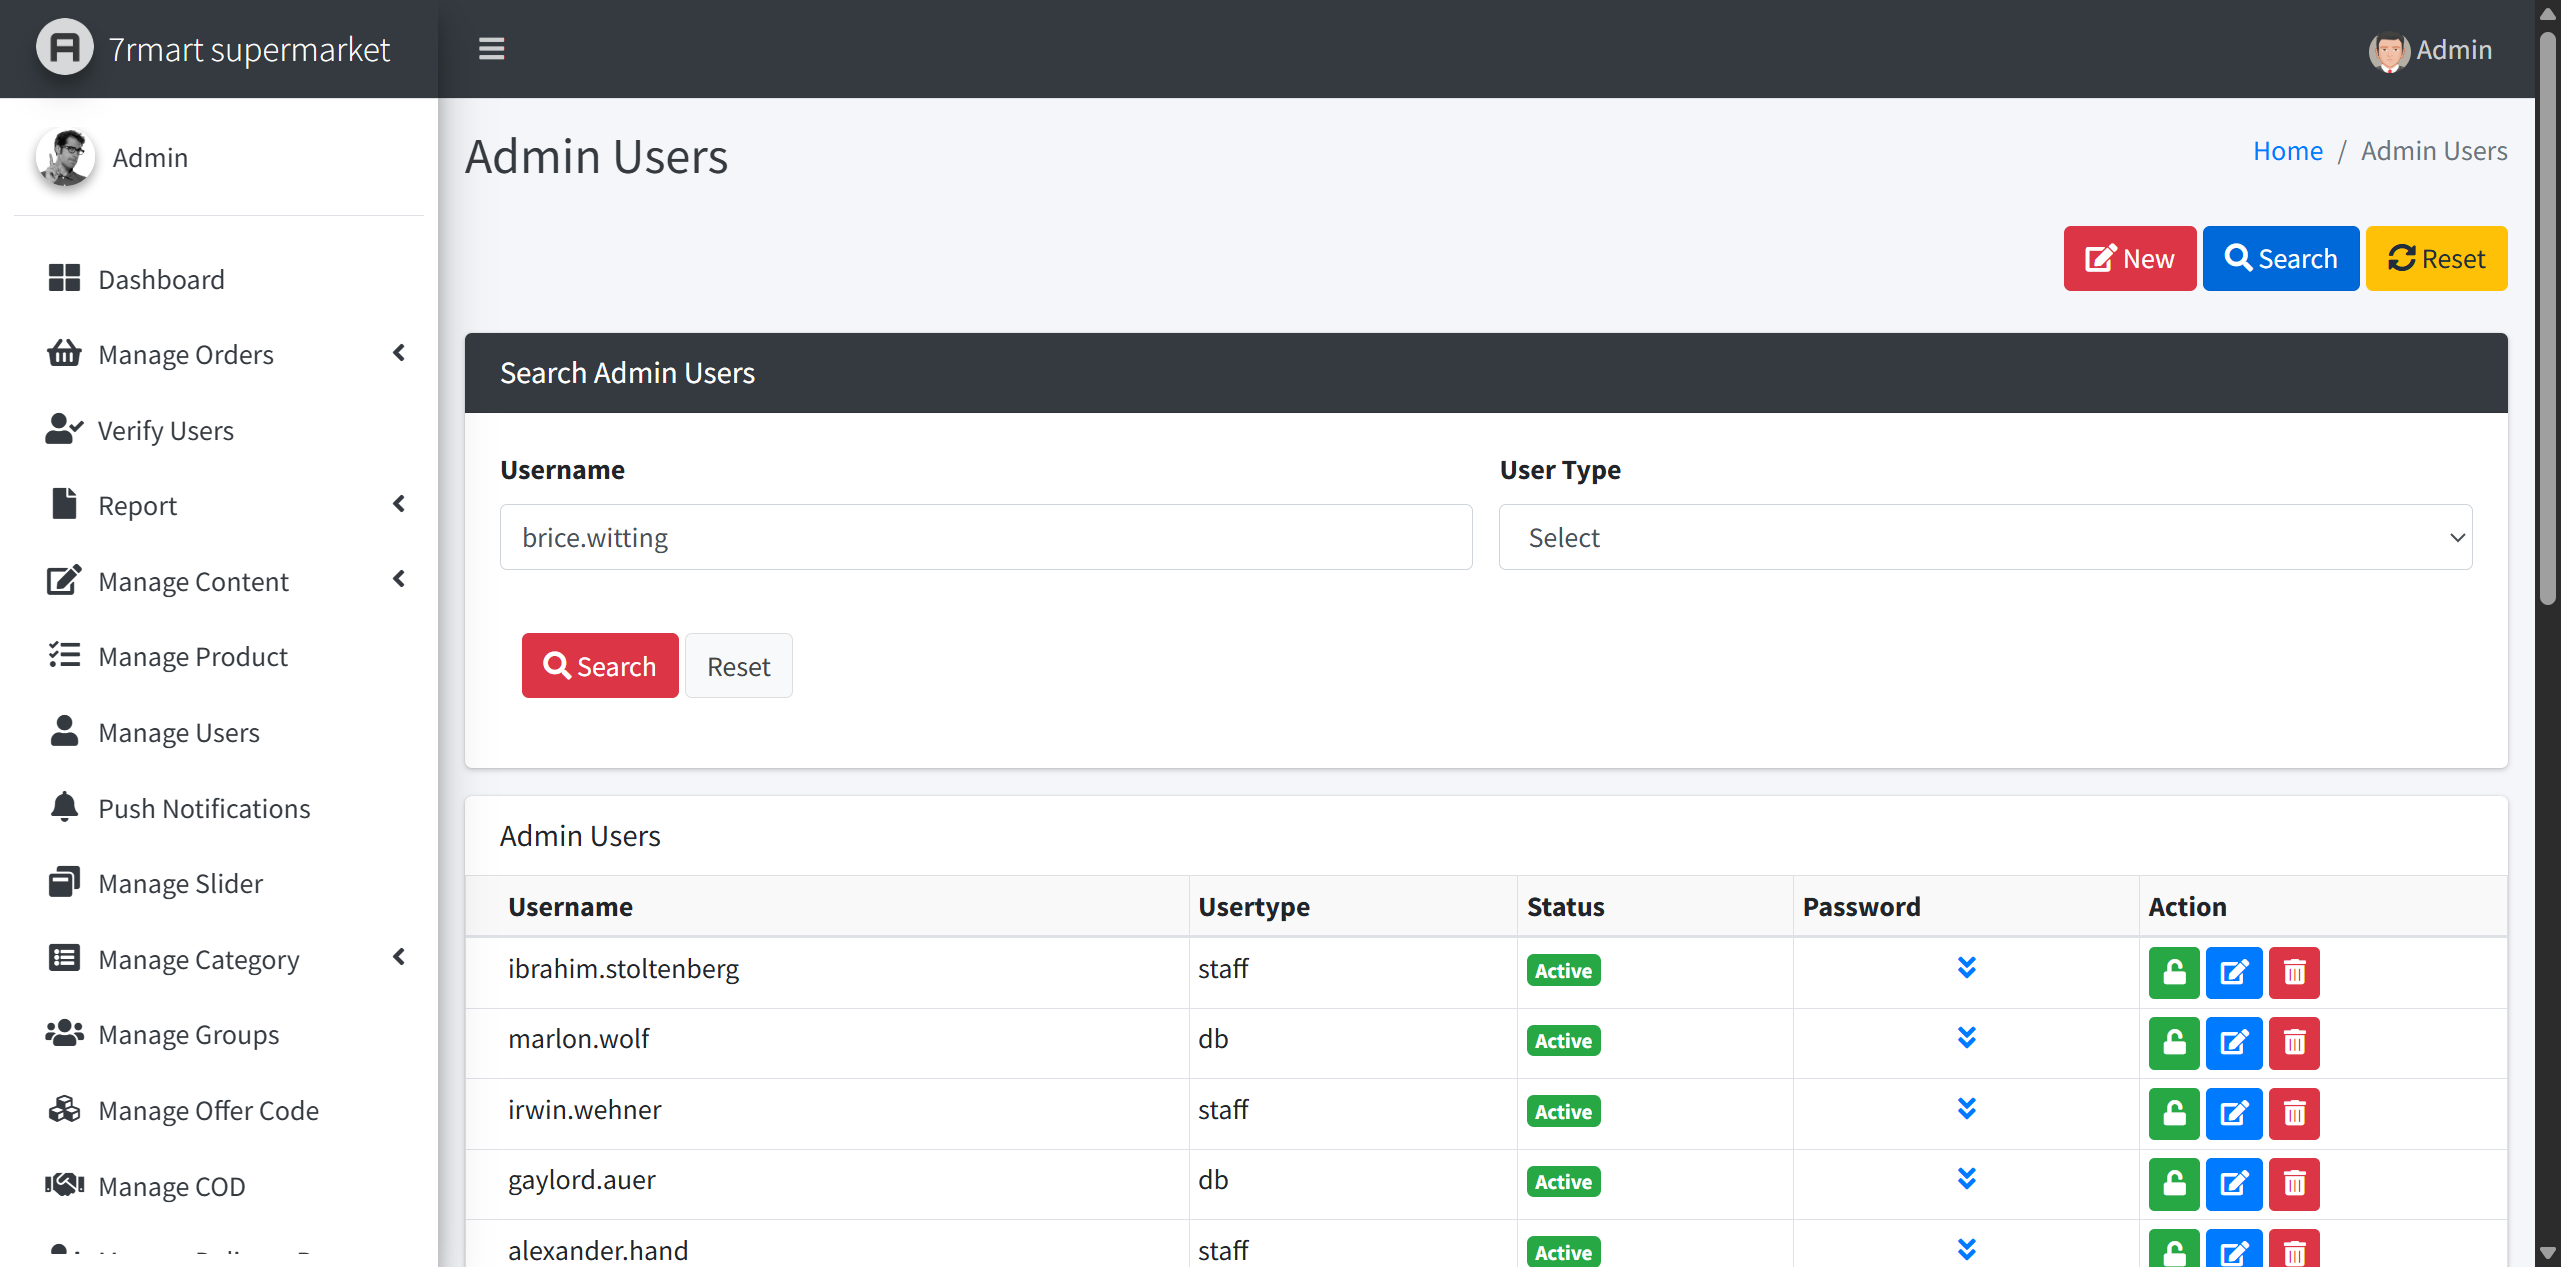 7rmart supermarket
Admin
Admin
Dashboard
Manage Orders
Verify Users
Report
Manage Content
Manage Product
Manage Users
Push Notifications
Manage Slider
Manage Category
Manage Groups
Manage Offer Code
Manage COD
Admin Users
Home / Admin Users
New
Search
Reset
Search Admin Users
Username
User Type
brice.witting
Select
Search
Reset
Admin Users
Username Usertype Status Password Action
ibrahim.stoltenberg staff Active
marlon.wolf db Active
irwin.wehner staff Active
gaylord.auer db Active
alexander.hand staff Active